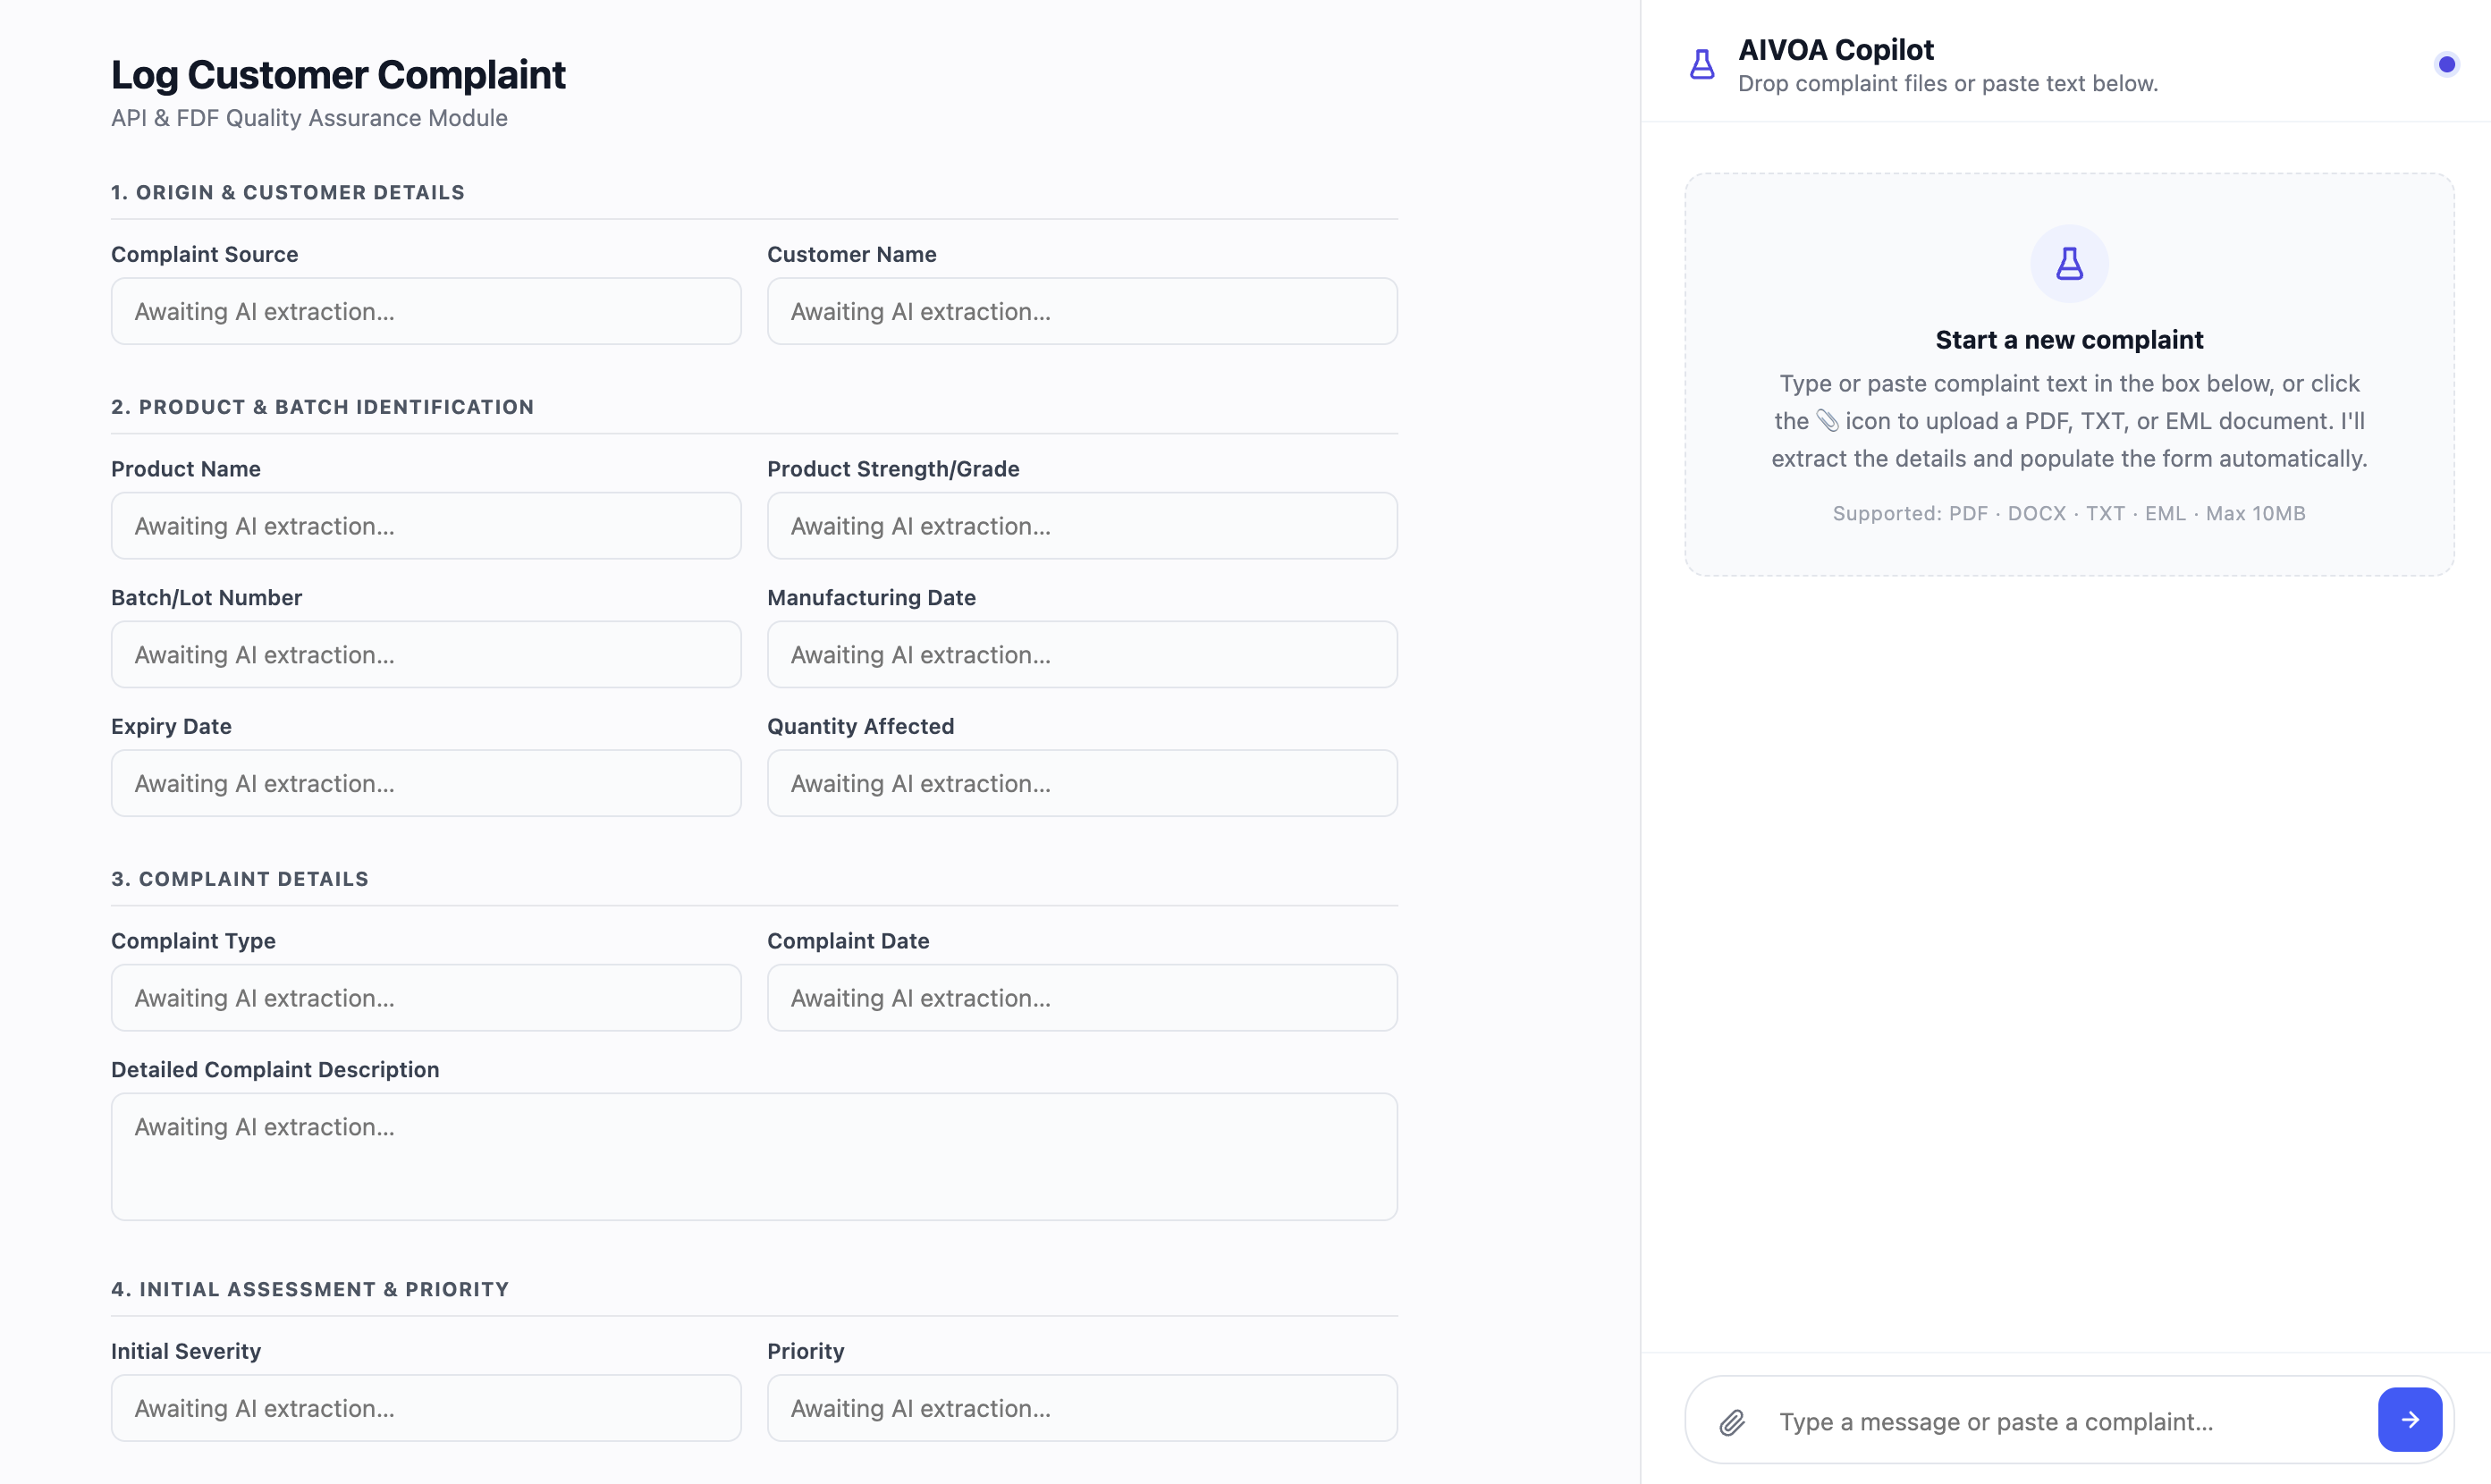 Log Customer Complaint
API & FDF Quality Assurance Module
1. ORIGIN & CUSTOMER DETAILS
Complaint Source
Awaiting AI extraction...
Customer Name
Awaiting AI extraction...
2. PRODUCT & BATCH IDENTIFICATION
Product Name
Awaiting AI extraction...
Product Strength/Grade
Awaiting AI extraction...
Batch/Lot Number
Awaiting AI extraction...
Manufacturing Date
Awaiting AI extraction...
Expiry Date
Awaiting AI extraction...
Quantity Affected
Awaiting AI extraction...
3. COMPLAINT DETAILS
Complaint Type
Awaiting AI extraction...
Complaint Date
Awaiting AI extraction...
Detailed Complaint Description
Awaiting AI extraction...
4. INITIAL ASSESSMENT & PRIORITY
Initial Severity
Awaiting AI extraction...
Priority
Awaiting AI extraction...
AIVOA Copilot
Drop complaint files or paste text below.
Start a new complaint
Type or paste complaint text in the box below, or click
the 📎 icon to upload a PDF, TXT, or EML document. I'll
extract the details and populate the form automatically.
Supported: PDF · DOCX · TXT · EML · Max 10MB
Type a message or paste a complaint...